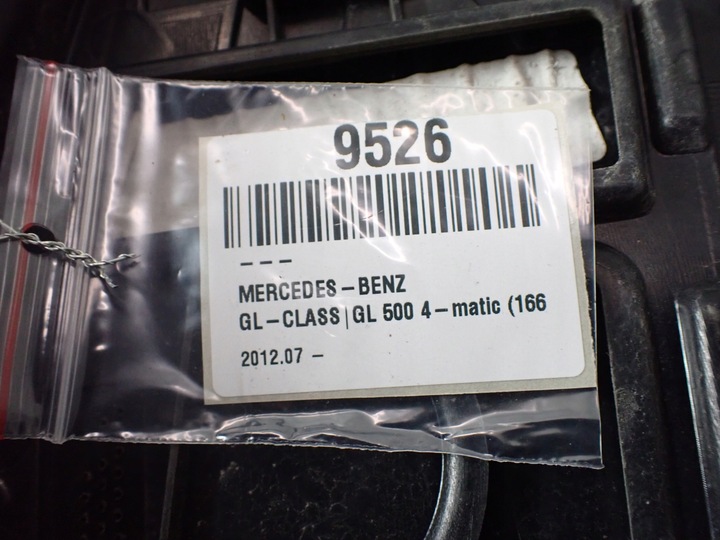 9526
– – –
MERCEDES – BENZ
GL – CLASS | GL 500 4 – matic (166
2012.07 –